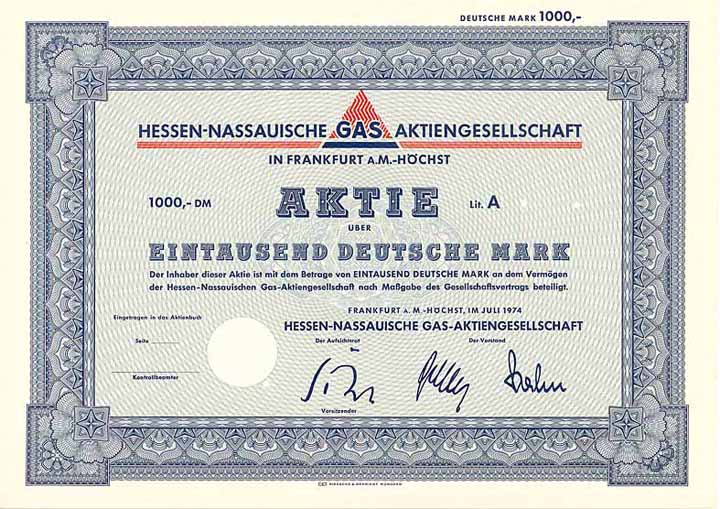 DEUTSCHE MARK 1000,-
HESSEN-NASSAUISCHE GAS AKTIENGESELLSCHAFT
IN FRANKFURT A.M.-HÖCHST
1000,- DM AKTIE Lit. A
ÜBER
EINTAUSEND DEUTSCHE MARK
Der Inhaber dieser Aktie ist mit dem Betrage von EINTAUSEND DEUTSCHE MARK an dem Vermögen
der Hessen-Nassauischen Gas-Aktiengesellschaft nach Maßgabe des Gesellschaftsvertrags beteiligt.
FRANKFURT A.M.-HÖCHST, IM JULI 1974
Eingetragen in das Aktienbuch
HESSEN-NASSAUISCHE GAS-AKTIENGESELLSCHAFT
Seite
Der Aufsichtsrat Der Vorstand
Kontrollbeamter
Vorsitzender